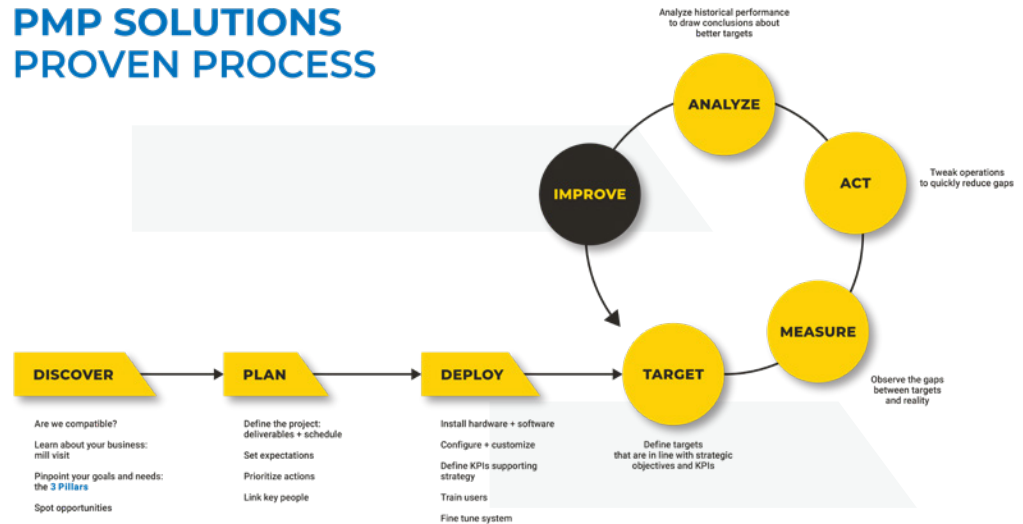 PMP SOLUTIONS
PROVEN PROCESS
Analyze historical performance
to draw conclusions about
better targets
ANALYZE
IMPROVE
ACT
Tweak operations
to quickly reduce gaps
MEASURE
Observe the gaps
between targets
and reality
DISCOVER
Are we compatible?
Learn about your business:
mill visit
Pinpoint your goals and needs:
the 3 Pillars
Spot opportunities
PLAN
Define the project:
deliverables + schedule
Set expectations
Prioritize actions
Link key people
DEPLOY
Install hardware + software
Configure + customize
Define KPIs supporting
strategy
Train users
Fine tune system
TARGET
Define targets
that are in line with strategic
objectives and KPIs